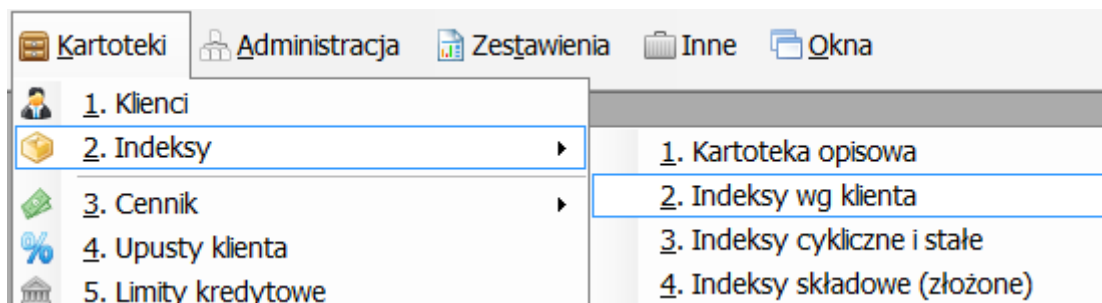 Kartoteki Administracja Zestawienia Inne Okna
1. Klienci
2. Indeksy
3. Cennik
4. Upusty klienta
5. Limity kredytowe
1. Kartoteka opisowa
2. Indeksy wg klienta
3. Indeksy cykliczne i stałe
4. Indeksy składowe (złożone)